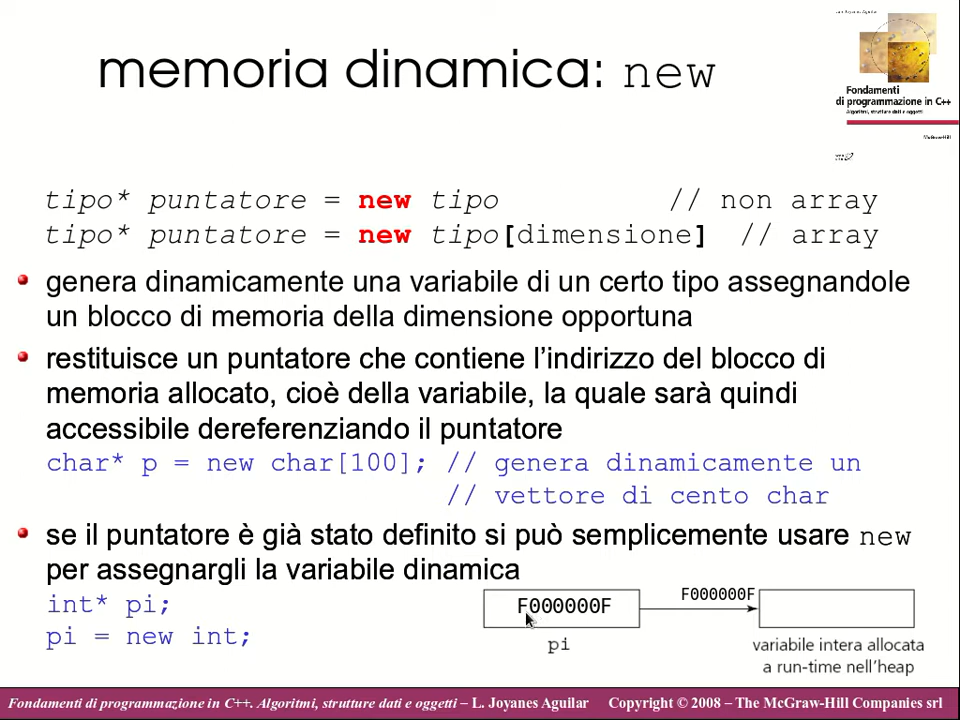 Luis Joyanes Aguilar
memoria dinamica: new
Fondamenti
di programmazione in C++
Algoritmi, strutture dati e oggetti
McGraw-Hill
tipo* puntatore = new tipo // non array
tipo* puntatore = new tipo[dimensione] // array
genera dinamicamente una variabile di un certo tipo assegnandole
un blocco di memoria della dimensione opportuna
restituisce un puntatore che contiene l’indirizzo del blocco di
memoria allocato, cioè della variabile, la quale sarà quindi
accessibile dereferenziando il puntatore
char* p = new char[100]; // genera dinamicamente un
// vettore di cento char
se il puntatore è già stato definito si può semplicemente usare new
per assegnargli la variabile dinamica
int* pi;
pi = new int;
F000000F
F000000F
pi
variabile intera allocata
a run-time nell’heap
Fondamenti di programmazione in C++. Algoritmi, strutture dati e oggetti – L. Joyanes Aguilar Copyright © 2008 – The McGraw-Hill Companies srl